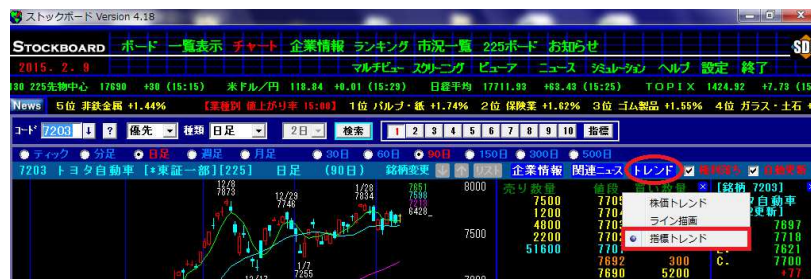 ストックボード Version 4.18
STOCKBOARD ボード 一覧表示 チャート 企業情報 ランキング 市況一覧 225ボード お知らせ SD
2015. 2. 9 マルチビュー スクリーニング ビューア ニュース シミュレーション ヘルプ 設定 終了
225先物中心 17690 +30 (15:15) 米ドル/円 118.84 +0.01 (15:29) 日経平均 17711.93 +63.43 (15:25) TOPIX 1424.92 +7.73
News 5位 非鉄金属 +1.44% 【業種別 値上がり率 15:00】 1位 パルプ・紙 +1.74% 2位 保険業 +1.62% 3位 ゴム製品 +1.55% 4位 ガラス・土石
コード 7203 ? 優先 種類 日足 2日 検索 1 2 3 4 5 6 7 8 9 10 指標
ティック 分足 日足 週足 月足 30日 60日 90日 150日 300日 500日
7203 トヨタ自動車 [*東証一部][225] 日足 (90日) 銘柄変更 リスト 企業情報 関連ニュース トレンド
12/8 7873 12/29 7746 1/28 7834 7651 7598 6428 8000 売り数量 値段 買い数量 [銘柄 7203]
7500 株価トレンド 自動車
1200 ライン描画
4800 7697
7500 2200 指標トレンド 7718
51600 7621
7692 300 C. 7700
12/17 1/7 7255 7690 5200